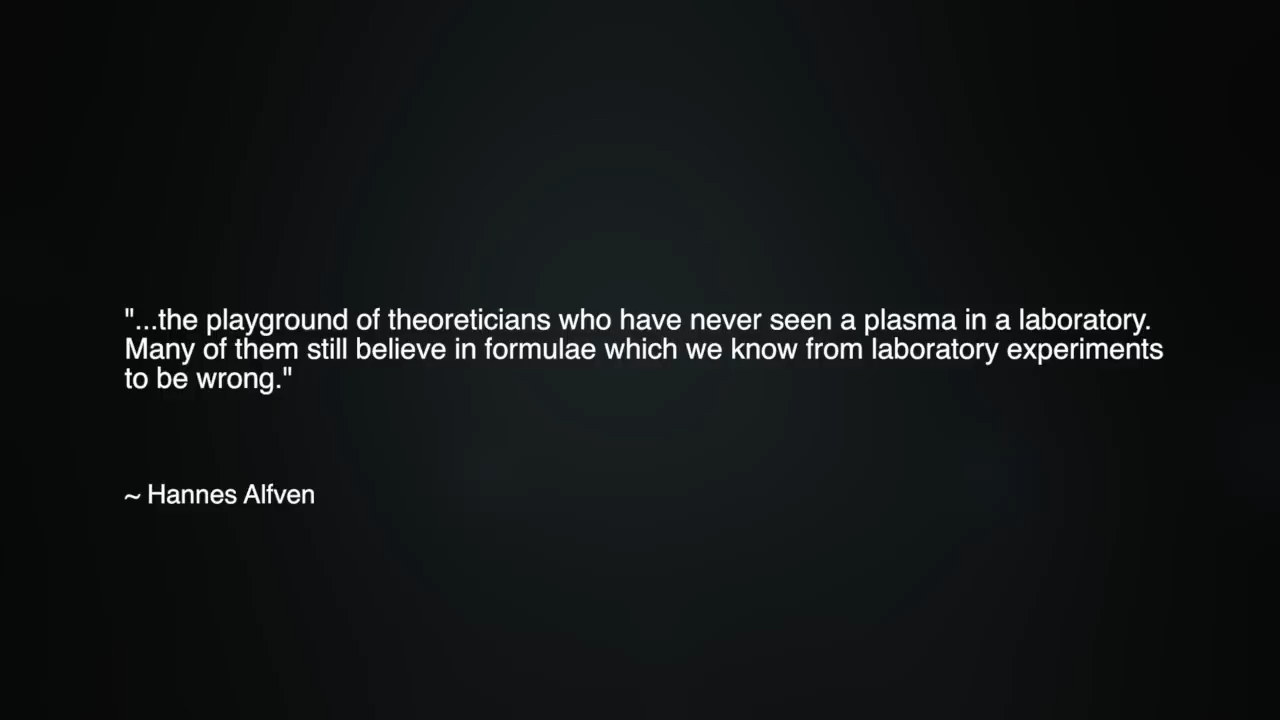 "...the playground of theoreticians who have never seen a plasma in a laboratory.
Many of them still believe in formulae which we know from laboratory experiments
to be wrong."
~ Hannes Alfven